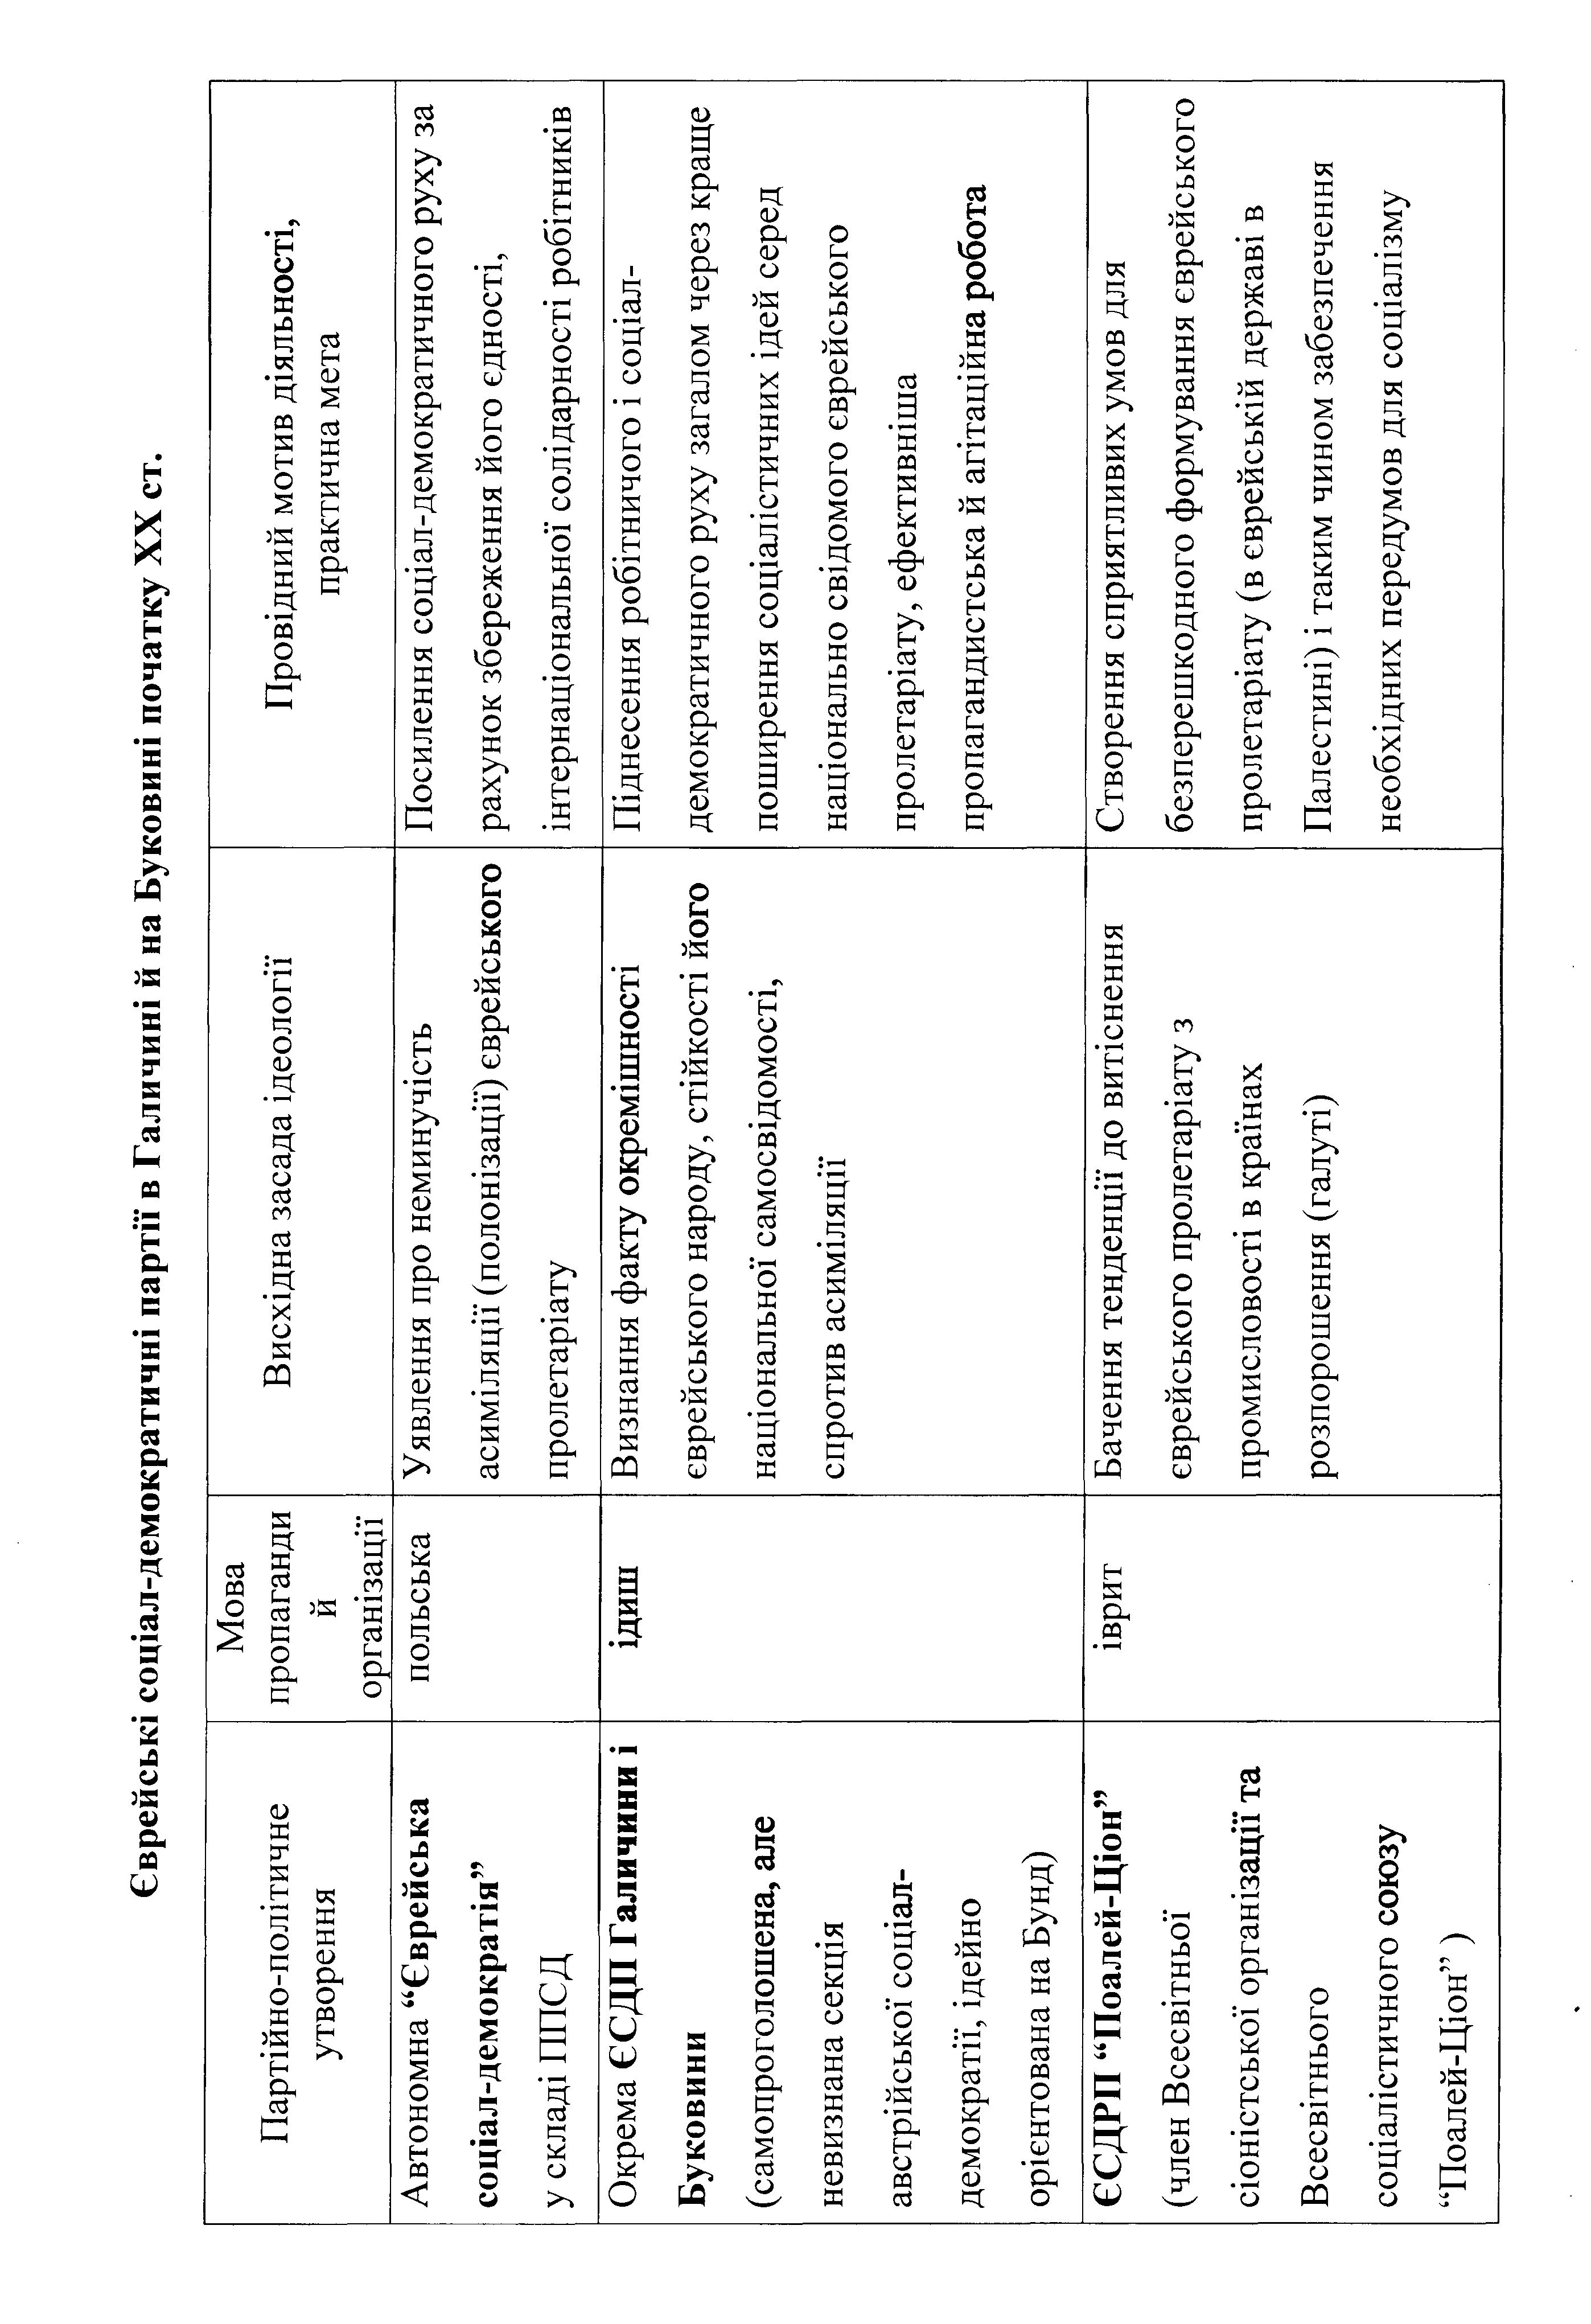 Єврейські соціал-демократичні партії в Галичині й на Буковині початку XX ст.
Партійно-політичне
утворення
Мова
пропаганди
й
організації
Висхідна засада ідеології
Провідний мотив діяльності,
практична мета
Автономна “Єврейська
соціал-демократія”
у складі ППСД
польська
Уявлення про неминучість
асиміляції (полонізації) єврейського
пролетаріату
Посилення соціал-демократичного руху за
рахунок збереження його єдності,
інтернаціональної солідарності робітників
Окрема ЄСДП Галичини і
Буковини
(самопроголошена, але
невизнана секція
австрійської соціал-
демократії, ідейно
орієнтована на Бунд)
ідиш
Визнання факту окремішності
єврейського народу, стійкості його
національної самосвідомості,
спротив асиміляції
Піднесення робітничого і соціал-
демократичного руху загалом через краще
поширення соціалістичних ідей серед
національно свідомого єврейського
пролетаріату, ефективніша
пропагандистська й агітаційна робота
ЄСДРП “Поалей-Ціон”
(член Всесвітньої
сіоністської організації та
Всесвітнього
соціалістичного союзу
“Поалей-Ціон” )
іврит
Бачення тенденції до витіснення
єврейського пролетаріату з
промисловості в країнах
розпорошення (галуті)
Створення сприятливих умов для
безперешкодного формування єврейського
пролетаріату (в єврейській державі в
Палестині) і таким чином забезпечення
необхідних передумов для соціалізму